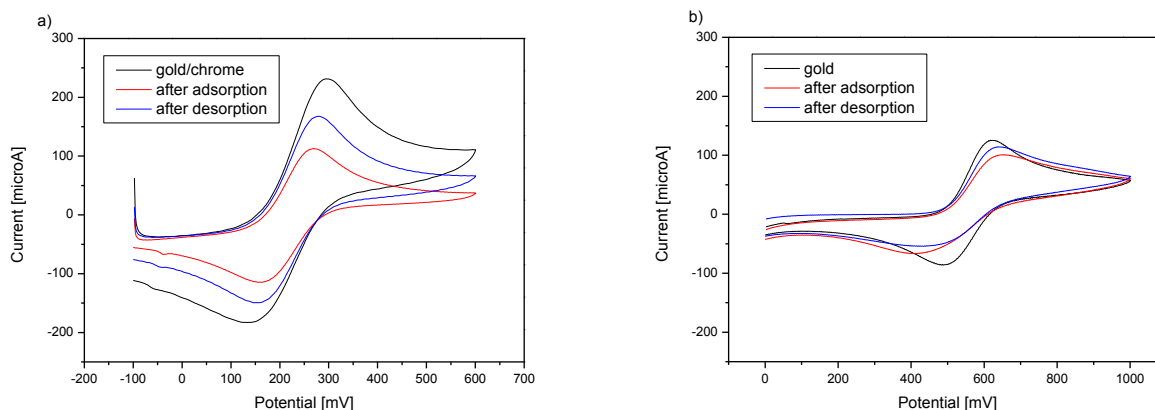 a)
300
200
100
0
-100
-200
-200 -100 0 100 200 300 400 500 600 700
Current [microA]
Potential [mV]
gold/chrome
after adsorption
after desorption
b)
300
200
100
0
-100
-200
0 200 400 600 800 1000
Current [microA]
Potential [mV]
gold
after adsorption
after desorption